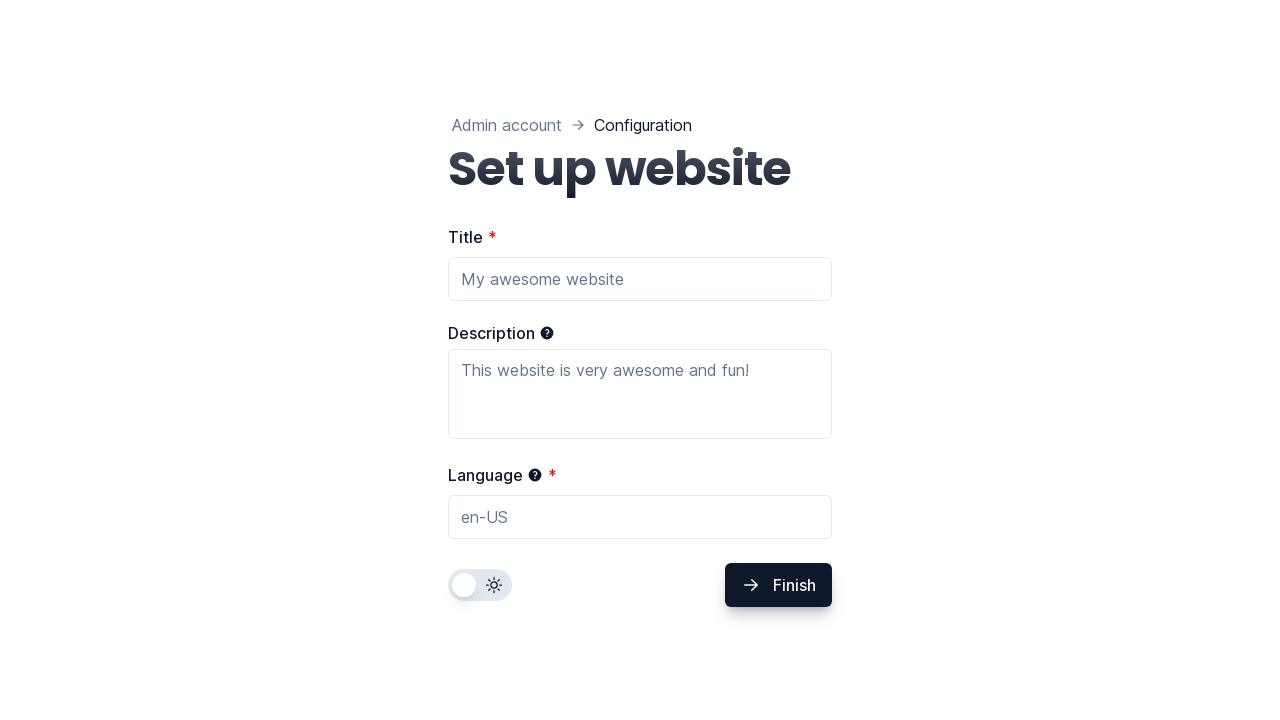 Admin account → Configuration
Set up website
Title *
My awesome website
Description ?
This website is very awesome and fun!
Language ? *
en-US
→ Finish